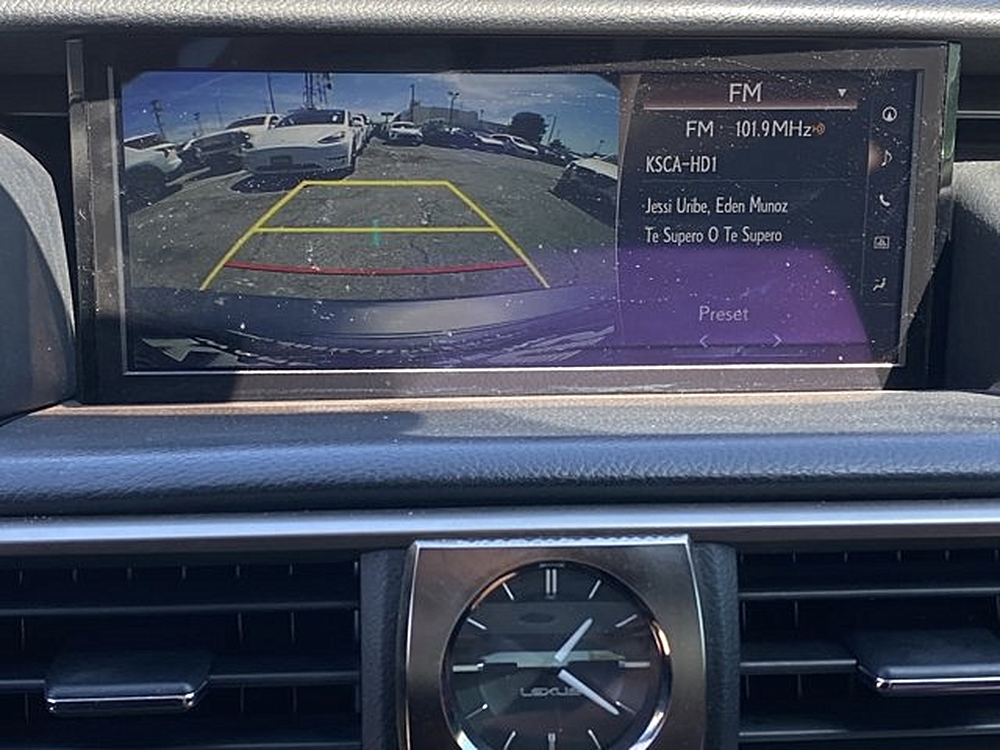 FM
FM 101.9MHz
KSCA-HD1
Jessi Uribe, Eden Munoz
Te Supero O Te Supero
Preset
LEXUS